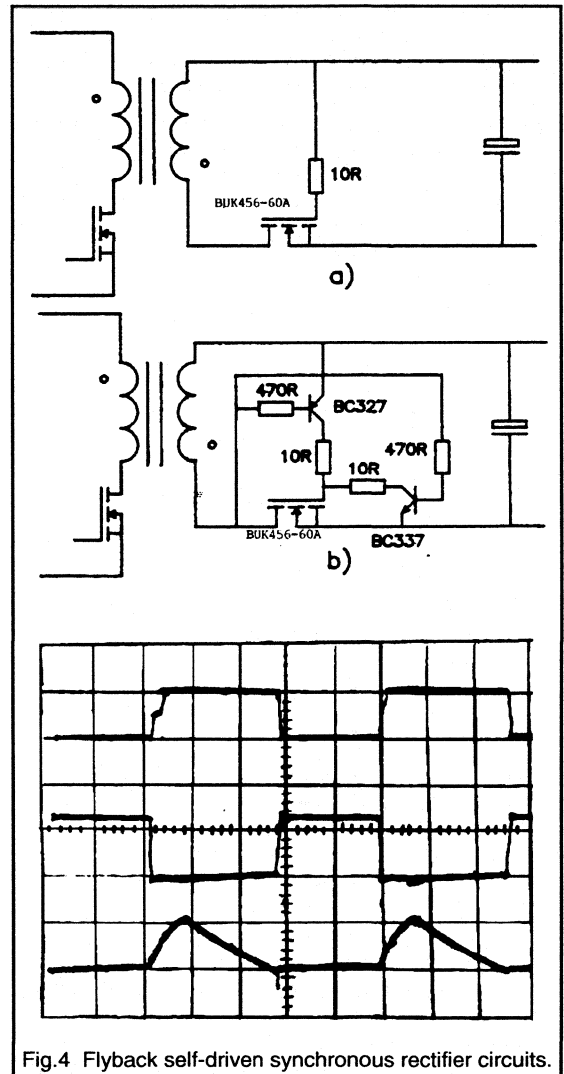 10R
BUK456-60A
a)
470R
BC327
10R
10R
470R
BUK456-60A
BC337
b)
Fig.4 Flyback self-driven synchronous rectifier circuits.